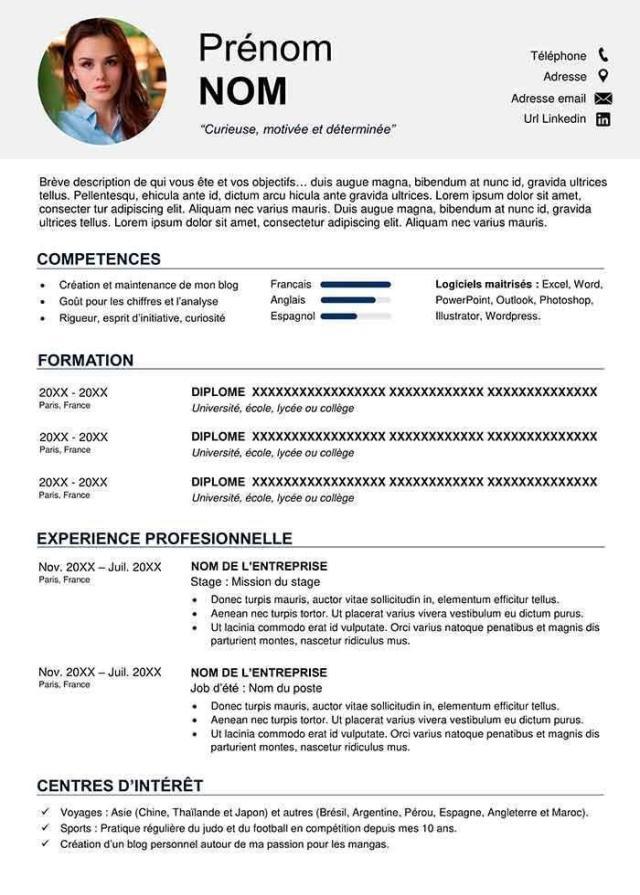 Prénom
NOM
“Curieuse, motivée et déterminée”
Téléphone
Adresse
Adresse email
Url Linkedin
in
Brève description de qui vous ête et vos objectifs… duis augue magna, bibendum at nunc id, gravida ultrices
tellus. Pellentesqu, ehicula ante id, dictum arcu hicula ante gravida ultrices. Lorem ipsum dolor sit amet,
consecter tur adipiscing elit. Aliquam nec varius mauris. Duis augue magna, bibendum at nunc id, gravida
ultrices tellus. Lorem ipsum dolor sit amet, consectetur adipiscing elit. Aliquam nec varius mauris.
COMPETENCES
• Création et maintenance de mon blog
• Goût pour les chiffres et l’analyse
• Rigueur, esprit d’initiative, curiosité
Francais
Anglais
Espagnol
Logiciels maitrisés : Excel, Word,
PowerPoint, Outlook, Photoshop,
Illustrator, Wordpress.
FORMATION
20XX - 20XX
Paris, France
DIPLOME XXXXXXXXXXXXXXXXX XXXXXXXXXXXX XXXXXXXXXXXXXX
Université, école, lycée ou collège
20XX - 20XX
Paris, France
DIPLOME XXXXXXXXXXXXXXXXX XXXXXXXXXXXX XXXXXXXXXXXXXX
Université, école, lycée ou collège
20XX - 20XX
Paris, France
DIPLOME XXXXXXXXXXXXXXXXX XXXXXXXXXXXX XXXXXXXXXXXXXX
Université, école, lycée ou collège
EXPERIENCE PROFESIONNELLE
Nov. 20XX – Juil. 20XX
Paris, France
NOM DE L’ENTREPRISE
Stage : Mission du stage
• Donec turpis mauris, auctor vitae sollicitudin in, elementum efficitur tellus.
• Aenean nec turpis tortor. Ut placerat varius vivera vestibulum eu dictum purus.
• Ut lacinia commodo erat id vulputate. Orci varius natoque penatibus et magnis dis
parturient montes, nascetur ridiculus mus.
Nov. 20XX – Juil. 20XX
Paris, France
NOM DE L’ENTREPRISE
Job d’été : Nom du poste
• Donec turpis mauris, auctor vitae sollicitudin in, elementum efficitur tellus.
• Aenean nec turpis tortor. Ut placerat varius vivera vestibulum eu dictum purus.
• Ut lacinia commodo erat id vulputate. Orci varius natoque penatibus et magnis dis
parturient montes, nascetur ridiculus mus.
CENTRES D’INTÉRÊT
✓ Voyages : Asie (Chine, Thaïlande et Japon) et autres (Brésil, Argentine, Pérou, Espagne, Angleterre et Maroc).
✓ Sports : Pratique régulière du judo et du football en compétition depuis mes 10 ans.
✓ Création d’un blog personnel autour de ma passion pour les mangas.